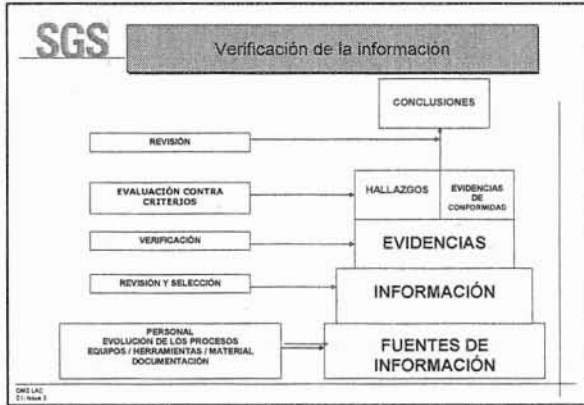 SGS
Verificación de la información
CONCLUSIONES
REVISIÓN
EVALUACIÓN CONTRA
CRITERIOS
HALLAZGOS
EVIDENCIAS
DE
CONFORMIDAD
VERIFICACIÓN
EVIDENCIAS
REVISIÓN Y SELECCIÓN
INFORMACIÓN
PERSONAL
EVOLUCIÓN DE LOS PROCESOS
EQUIPOS / HERRAMIENTAS / MATERIAL
DOCUMENTACIÓN
FUENTES DE
INFORMACIÓN